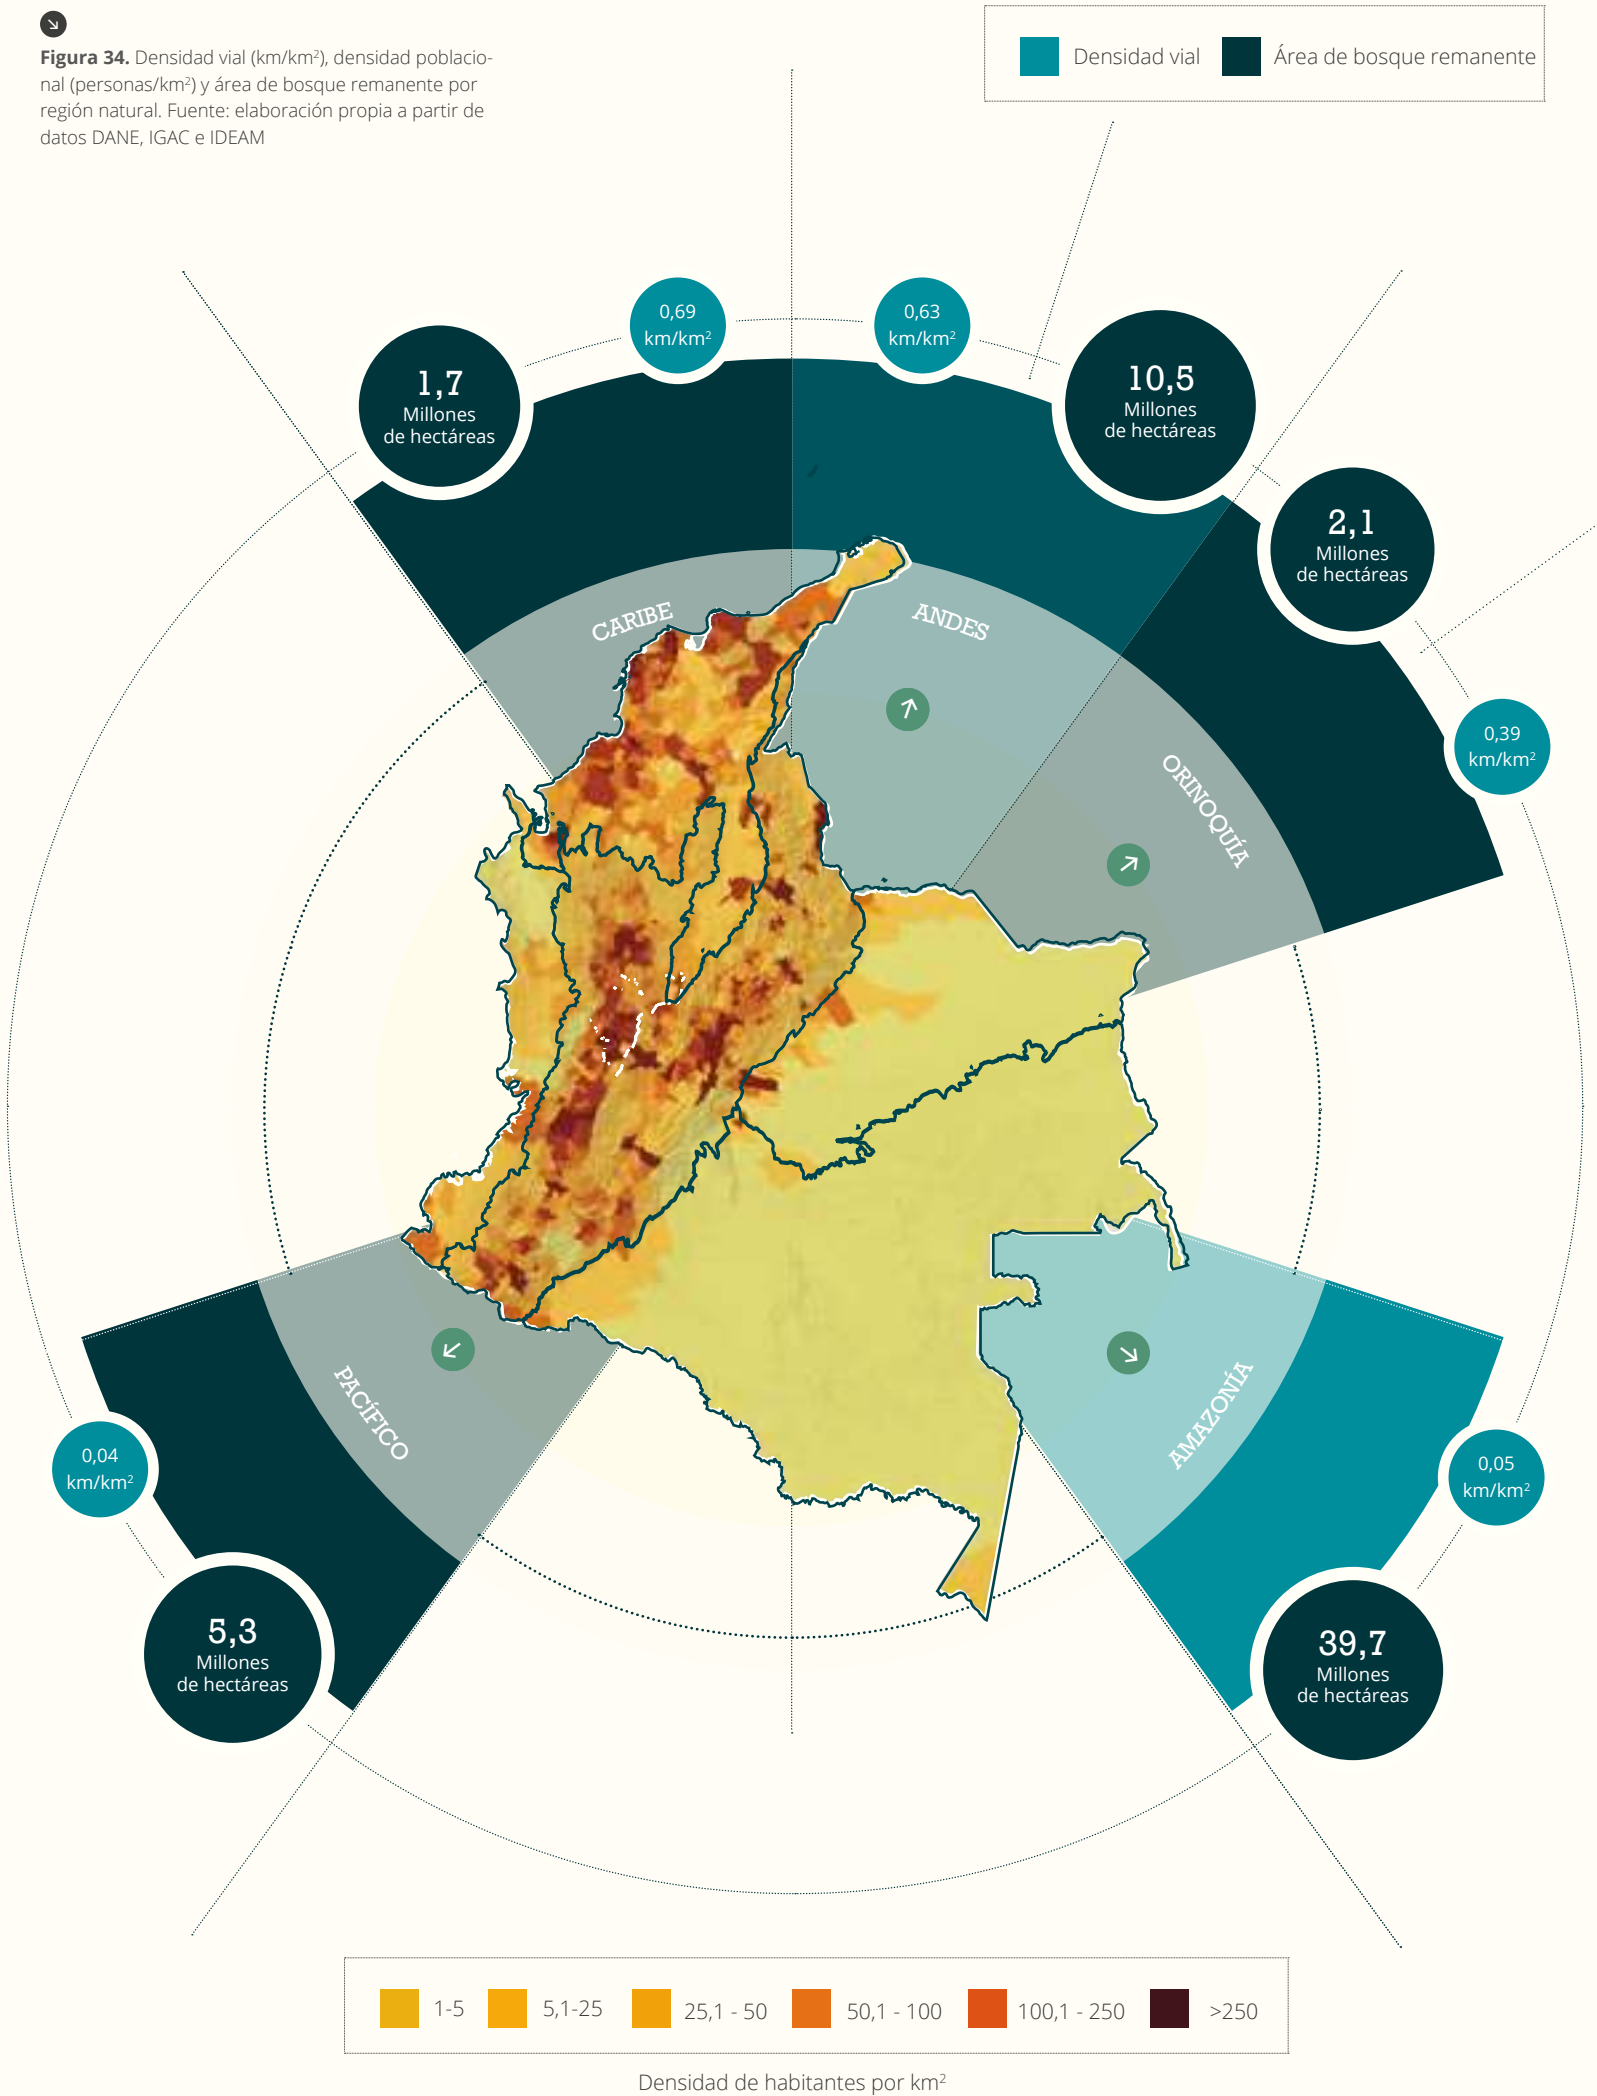 Figura 34. Densidad vial (km/km²), densidad poblacio-
nal (personas/km²) y área de bosque remanente por
región natural. Fuente: elaboración propia a partir de
datos DANE, IGAC e IDEAM
Densidad vial
Área de bosque remanente
0,69
km/km²
0,63
km/km²
1,7
Millones
de hectáreas
10,5
Millones
de hectáreas
2,1
Millones
de hectáreas
0,39
km/km²
CARIBE
ANDES
ORINOQUÍA
PACÍFICO
AMAZONÍA
0,04
km/km²
0,05
km/km²
5,3
Millones
de hectáreas
39,7
Millones
de hectáreas
1-5
5,1-25
25,1 - 50
50,1 - 100
100,1 - 250
>250
Densidad de habitantes por km²